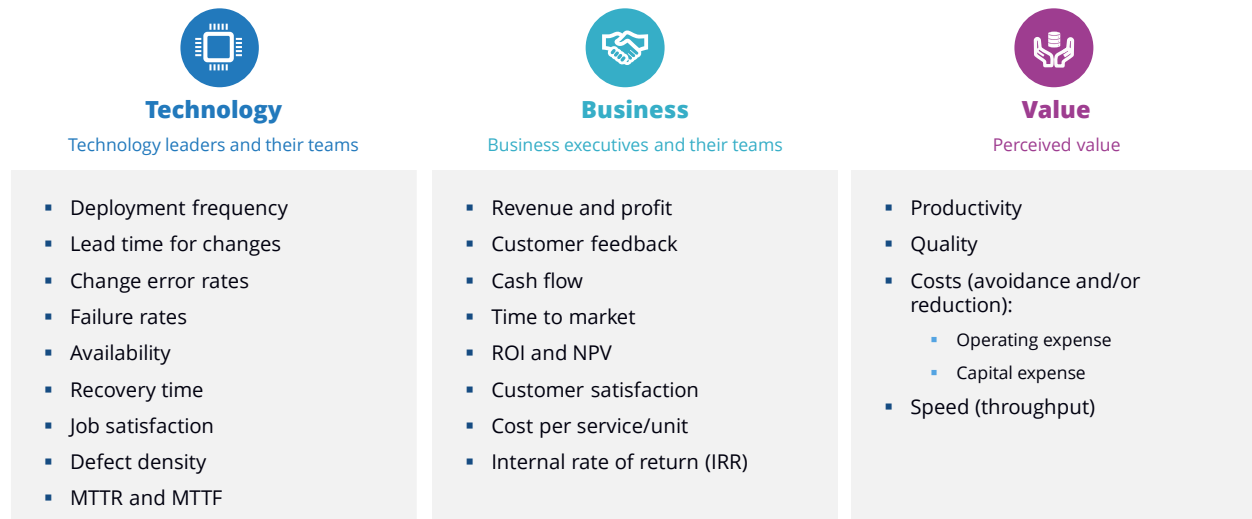 Technology
Technology leaders and their teams
▪ Deployment frequency
▪ Lead time for changes
▪ Change error rates
▪ Failure rates
▪ Availability
▪ Recovery time
▪ Job satisfaction
▪ Defect density
▪ MTTR and MTTF
Business
Business executives and their teams
▪ Revenue and profit
▪ Customer feedback
▪ Cash flow
▪ Time to market
▪ ROI and NPV
▪ Customer satisfaction
▪ Cost per service/unit
▪ Internal rate of return (IRR)
Value
Perceived value
▪ Productivity
▪ Quality
▪ Costs (avoidance and/or
reduction):
▪ Operating expense
▪ Capital expense
▪ Speed (throughput)